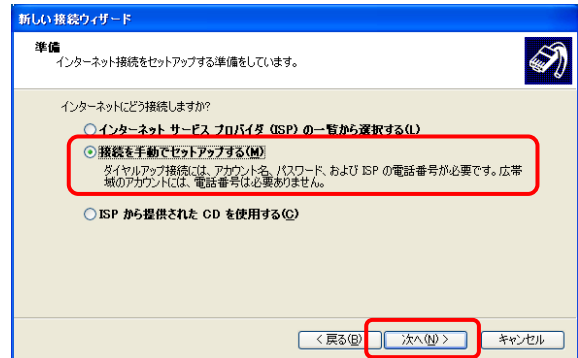 新しい接続ウィザード
準備
インターネット接続をセットアップする準備をしています。
インターネットにどう接続しますか?
インターネット サービス プロバイダ (ISP) の一覧から選択する(L)
接続を手動でセットアップする(M)
ダイヤルアップ接続には、アカウント名、パスワード、および ISP の電話番号が必要です。広帯
域のアカウントには、電話番号は必要ありません。
ISP から提供された CD を使用する(C)
< 戻る(B) 次へ(N) > キャンセル